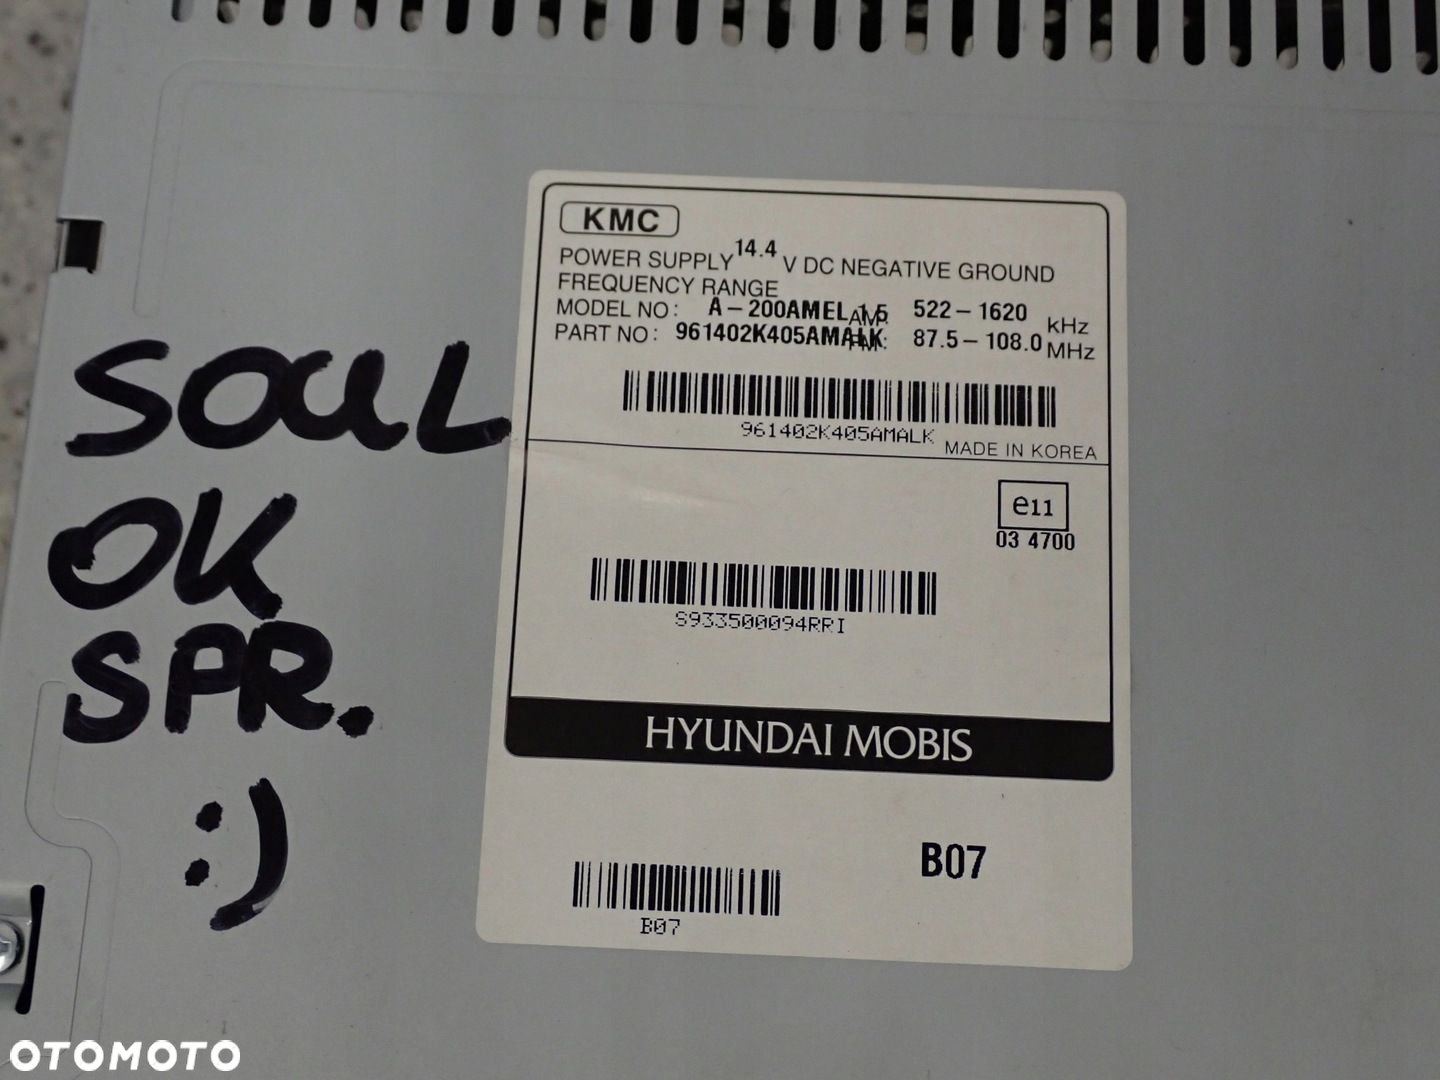 KMC
POWER SUPPLY 14.4 V DC NEGATIVE GROUND
FREQUENCY RANGE
MODEL NO: A-200AMEL 1.5 AM: 522-1620 kHz
PART NO: 961402K405AMALK FM: 87.5-108.0 MHz
961402K405AMALK
MADE IN KOREA
e11
03 4700
S933500094RRI
HYUNDAI MOBIS
B07
B07
SOUL
OK
SPR.
:)
OTOMOTO